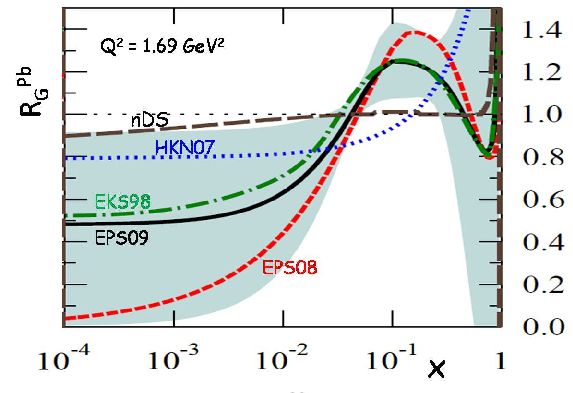 R_G^Pb
Q² = 1.69 GeV²
nDS
HKN07
EKS98
EPS09
EPS08
1.4
1.2
1.0
0.8
0.6
0.4
0.2
0.0
10⁻⁴ 10⁻³ 10⁻² 10⁻¹ x 1